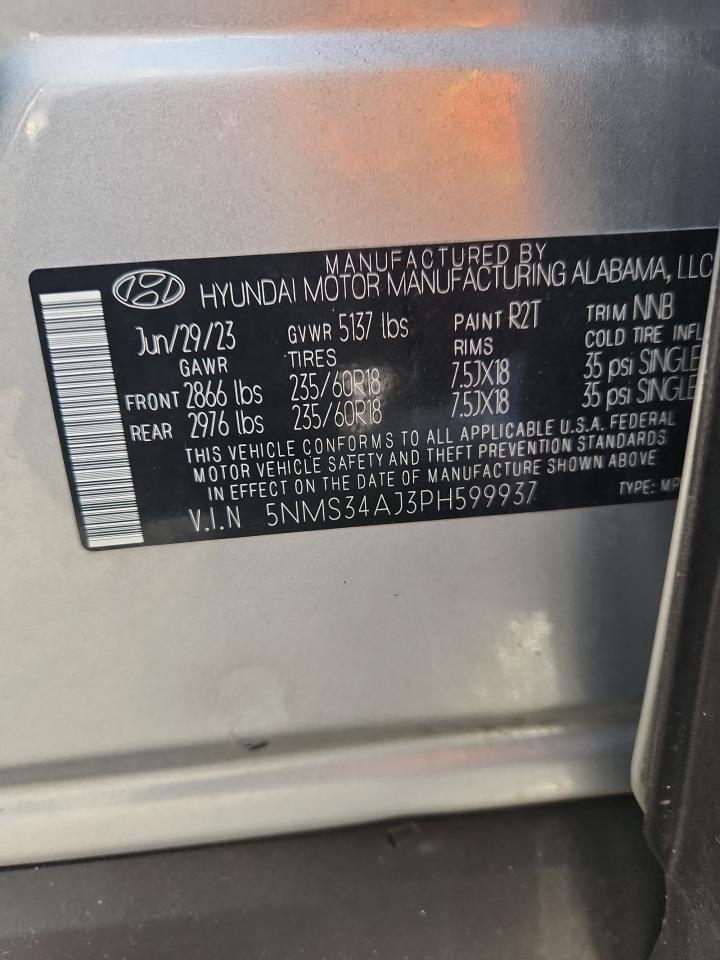 MANUFACTURED BY
HYUNDAI MOTOR MANUFACTURING ALABAMA, LLC
Jun/29/23 GVWR 5137 lbs PAINT R2T TRIM NNB
GAWR TIRES RIMS COLD TIRE INFL
FRONT 2866 lbs 235/60R18 7.5JX18 35 psi SINGLE
REAR 2976 lbs 235/60R18 7.5JX18 35 psi SINGLE
THIS VEHICLE CONFORMS TO ALL APPLICABLE U.S.A. FEDERAL
MOTOR VEHICLE SAFETY AND THEFT PREVENTION STANDARDS
IN EFFECT ON THE DATE OF MANUFACTURE SHOWN ABOVE
V.I.N 5NMS34AJ3PH599937 TYPE: MP